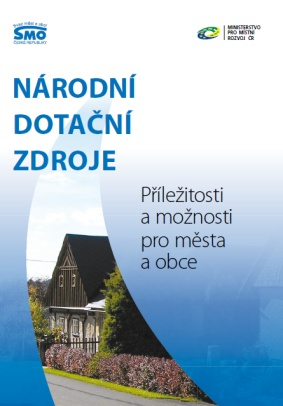 Svaz měst a obcí
SMO
ČESKÉ REPUBLIKY
MINISTERSTVO
PRO MÍSTNÍ
ROZVOJ ČR
NÁRODNÍ
DOTAČNÍ
ZDROJE
Příležitosti
a možnosti
pro města
a obce